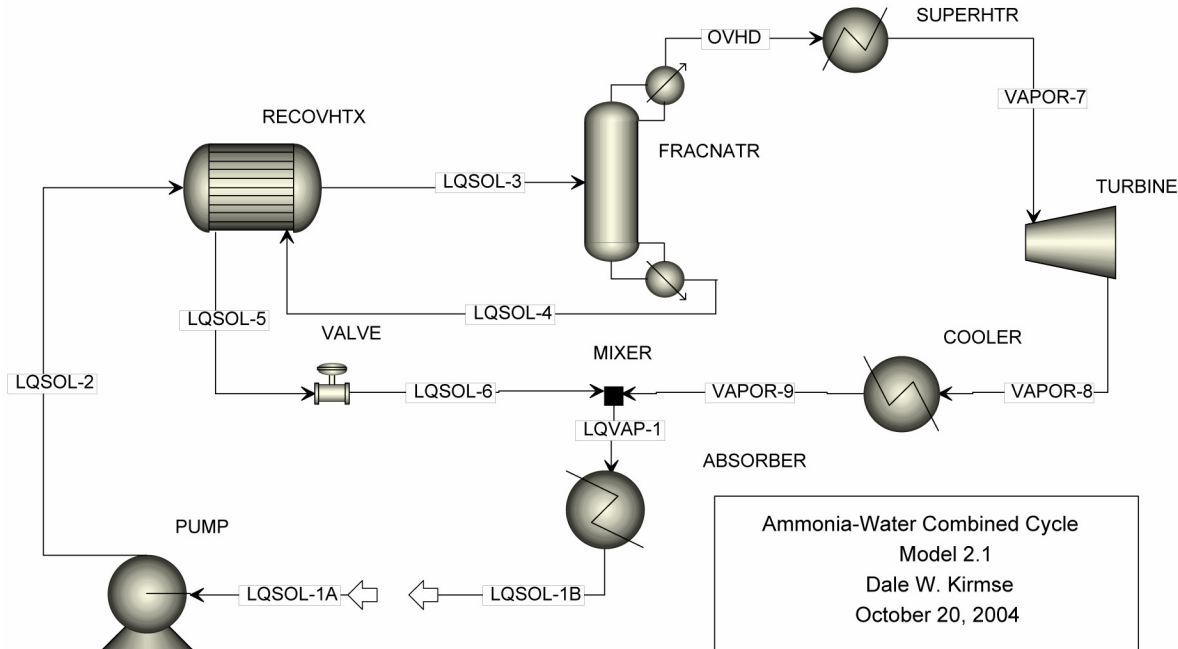 SUPERHTR
OVHD
VAPOR-7
RECOVHTX
FRACNATR
LQSOL-3
TURBINE
LQSOL-4
LQSOL-5
VALVE
COOLER
MIXER
LQSOL-2
LQSOL-6
VAPOR-9
VAPOR-8
LQVAP-1
ABSORBER
PUMP
LQSOL-1A
LQSOL-1B
Ammonia-Water Combined Cycle
Model 2.1
Dale W. Kirmse
October 20, 2004